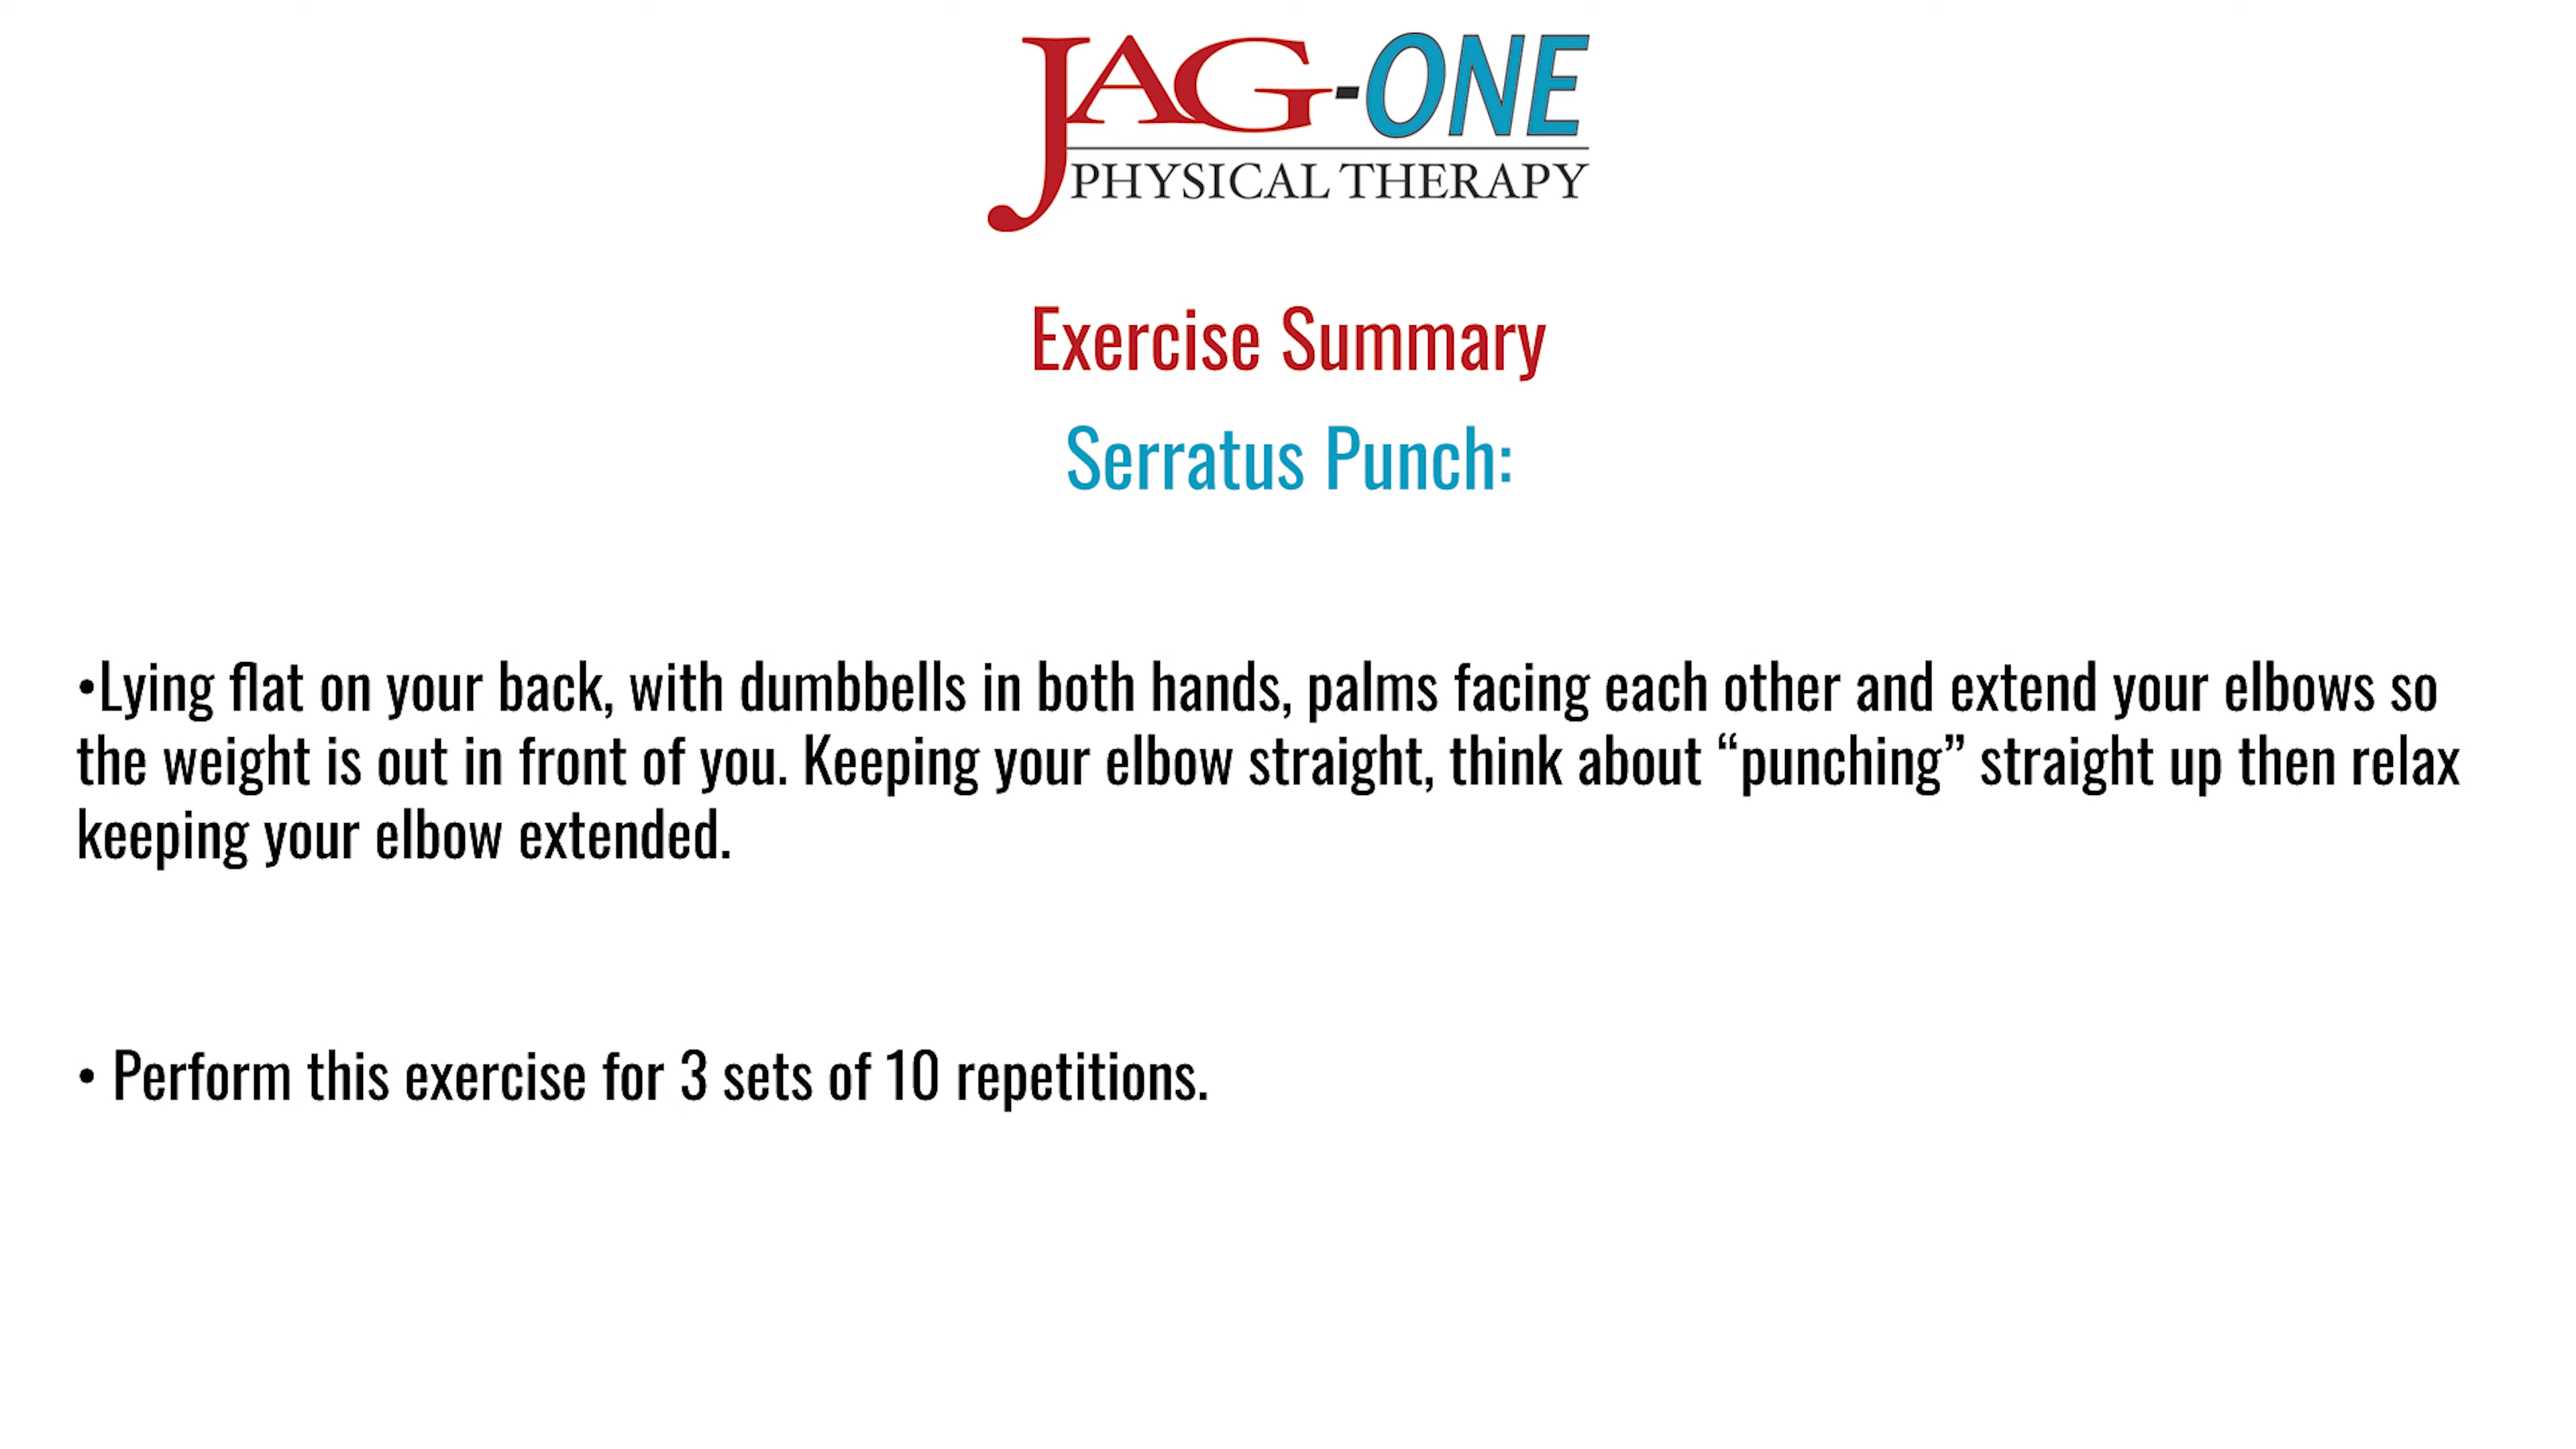 JAG-ONE
PHYSICAL THERAPY
Exercise Summary
Serratus Punch:
•Lying flat on your back, with dumbbells in both hands, palms facing each other and extend your elbows so
the weight is out in front of you. Keeping your elbow straight, think about “punching” straight up then relax
keeping your elbow extended.
• Perform this exercise for 3 sets of 10 repetitions.